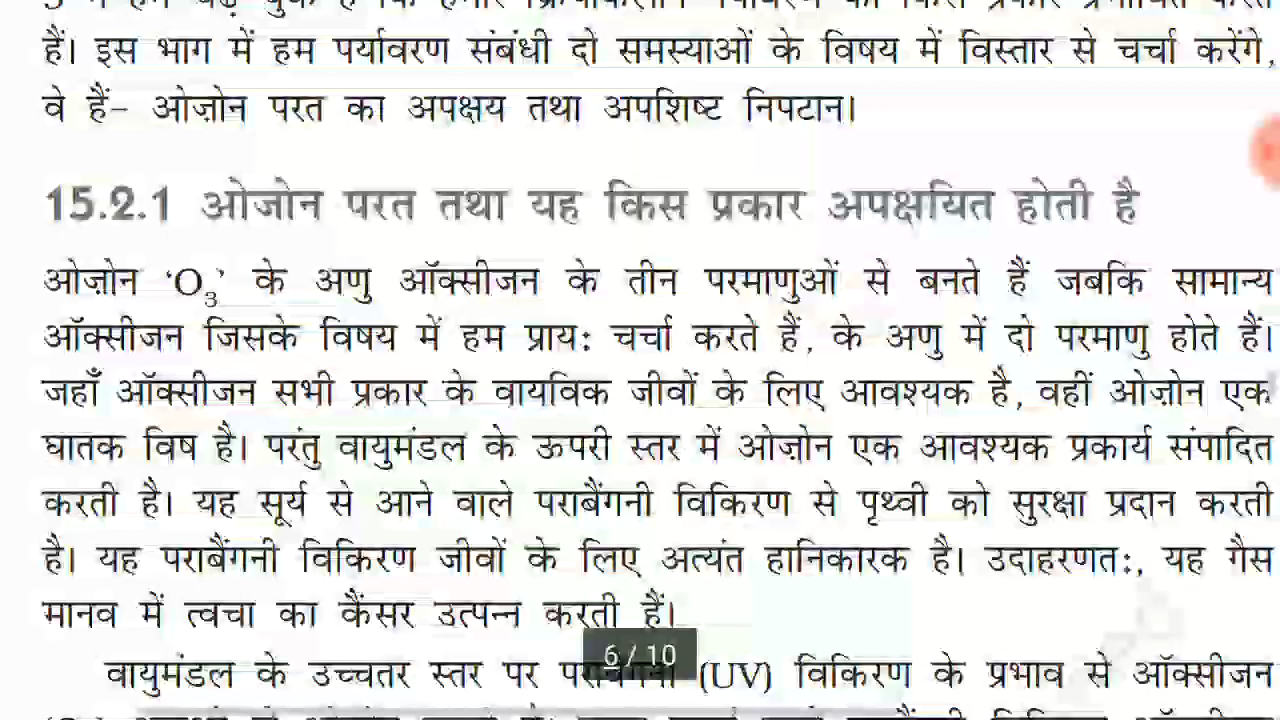 हैं। इस भाग में हम पर्यावरण संबंधी दो समस्याओं के विषय में विस्तार से चर्चा करेंगे,
वे हैं– ओज़ोन परत का अपक्षय तथा अपशिष्ट निपटान।
15.2.1 ओजोन परत तथा यह किस प्रकार अपक्षयित होती है
ओज़ोन ‘O₃’ के अणु ऑक्सीजन के तीन परमाणुओं से बनते हैं जबकि सामान्य
ऑक्सीजन जिसके विषय में हम प्राय: चर्चा करते हैं, के अणु में दो परमाणु होते हैं।
जहाँ ऑक्सीजन सभी प्रकार के वायविक जीवों के लिए आवश्यक है, वहीं ओज़ोन एक
घातक विष है। परंतु वायुमंडल के ऊपरी स्तर में ओज़ोन एक आवश्यक प्रकार्य संपादित
करती है। यह सूर्य से आने वाले पराबैंगनी विकिरण से पृथ्वी को सुरक्षा प्रदान करती
है। यह पराबैंगनी विकिरण जीवों के लिए अत्यंत हानिकारक है। उदाहरणत:, यह गैस
मानव में त्वचा का कैंसर उत्पन्न करती हैं।
6 / 10
वायुमंडल के उच्चतर स्तर पर (UV) विकिरण के प्रभाव से ऑक्सीजन